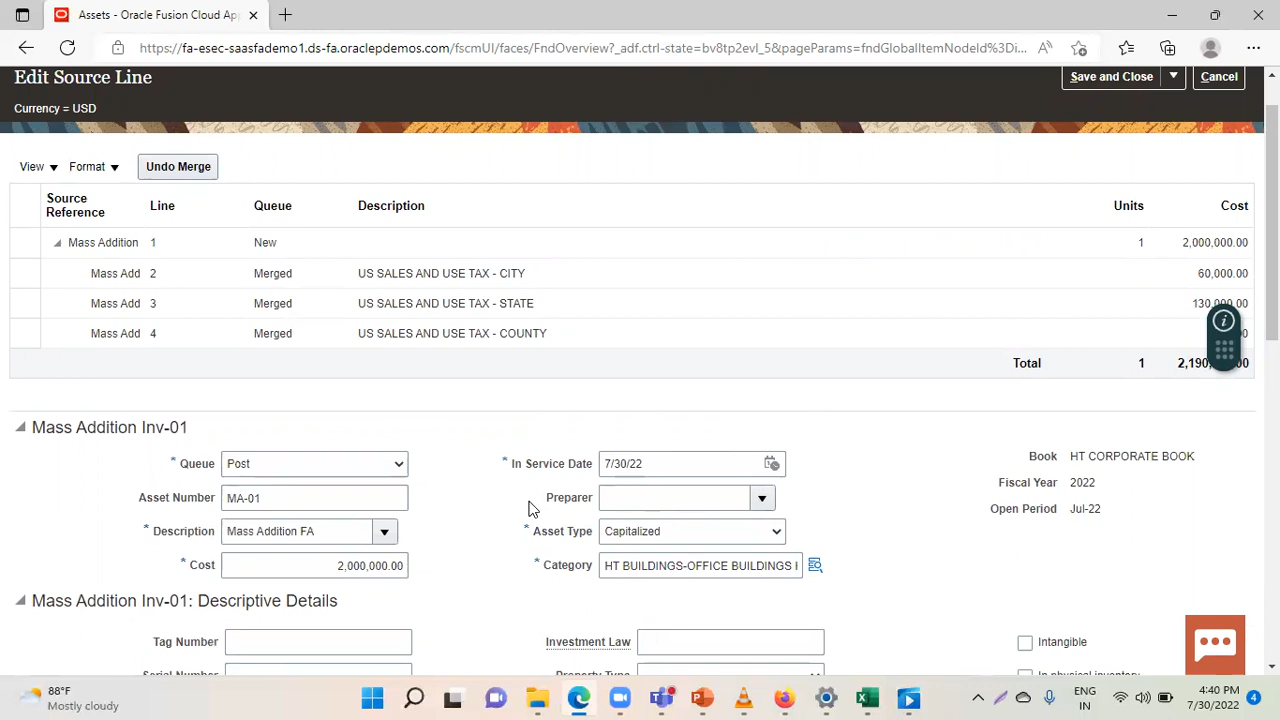 Assets - Oracle Fusion Cloud App
https://fa-esec-saasfademo1.ds-fa.oraclepdemos.com/fscmUI/faces/FndOverview?_adf.ctrl-state=bv8tp2evl_5&pageParams=fndGlobalItemNodeId%3Di...
Edit Source Line
Save and Close
Cancel
Currency = USD
View Format Undo Merge
Source Reference Line Queue Description Units Cost
Mass Addition 1 New 1 2,000,000.00
Mass Add 2 Merged US SALES AND USE TAX - CITY 60,000.00
Mass Add 3 Merged US SALES AND USE TAX - STATE 130,000.00
Mass Add 4 Merged US SALES AND USE TAX - COUNTY
Total 1
Mass Addition Inv-01
* Queue Post
* In Service Date 7/30/22
Book HT CORPORATE BOOK
Asset Number MA-01
Preparer
Fiscal Year 2022
Open Period Jul-22
* Description Mass Addition FA
* Asset Type Capitalized
* Cost 2,000,000.00
* Category HT BUILDINGS-OFFICE BUILDINGS
Mass Addition Inv-01: Descriptive Details
Tag Number
Investment Law
Intangible
88°F
Mostly cloudy
ENG
IN
4:40 PM
7/30/2022
4